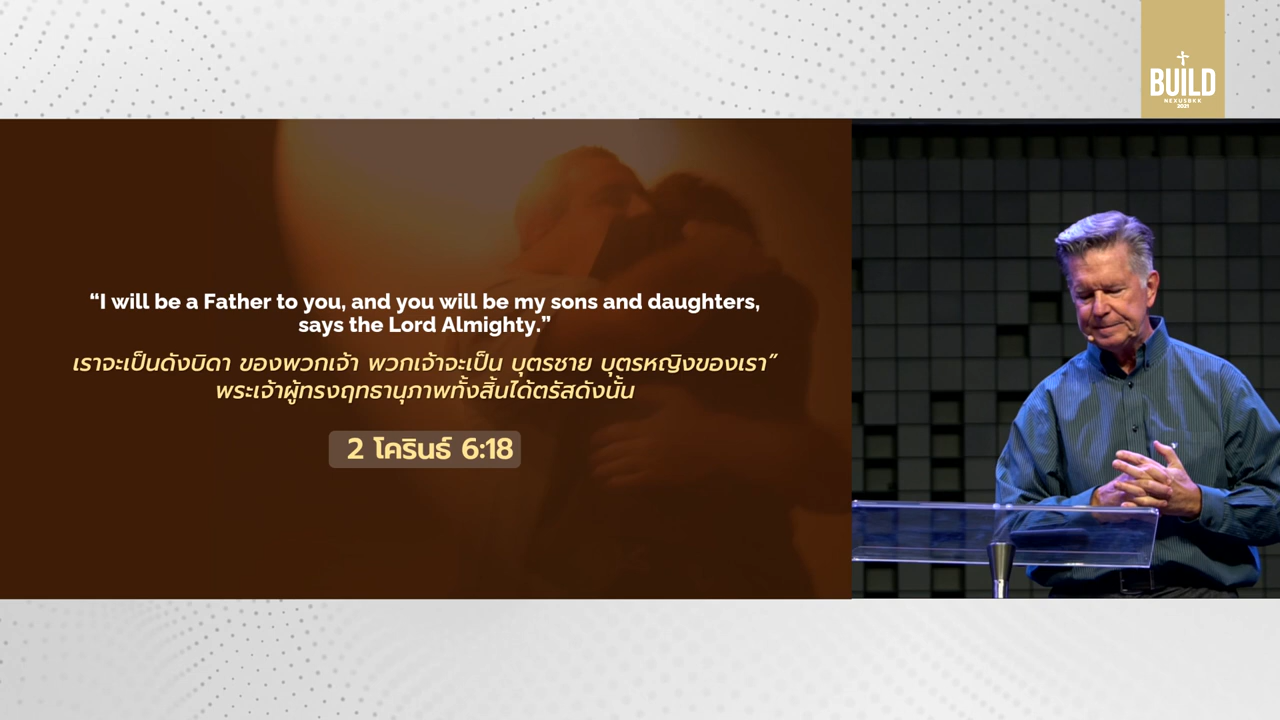 BUILD
NEXUSBKK
2021
“I will be a Father to you, and you will be my sons and daughters,
says the Lord Almighty.”
เราจะเป็นดังบิดา ของพวกเจ้า พวกเจ้าจะเป็น บุตรชาย บุตรหญิงของเรา”
พระเจ้าผู้ทรงฤทธานุภาพทั้งสิ้นได้ตรัสดังนั้น
2 โครินธ์ 6:18